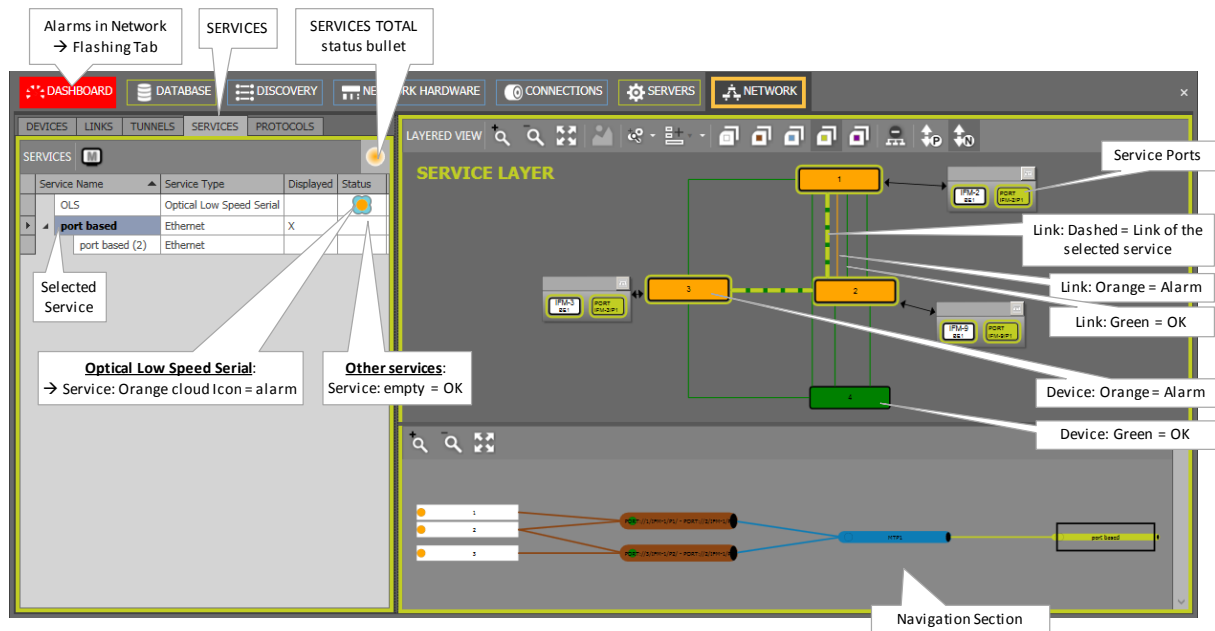 Alarms in Network
→ Flashing Tab
SERVICES
SERVICES TOTAL
status bullet
DASHBOARD
DATABASE
DISCOVERY
RK HARDWARE
CONNECTIONS
SERVERS
NETWORK
×
DEVICES
LINKS
TUNNELS
SERVICES
PROTOCOLS
SERVICES
M
Service Name
Service Type
Displayed
Status
OLS
Optical Low Speed Serial
port based
Ethernet
X
port based (2)
Ethernet
Selected
Service
Optical Low Speed Serial:
→ Service: Orange cloud Icon = alarm
Other services:
Service: empty = OK
LAYERED VIEW
P
N
SERVICE LAYER
1
IFM-2
PORT
Service Ports
Link: Dashed = Link of the
selected service
3
2
IFM-3
PORT
Link: Orange = Alarm
IFM-9
PORT
Link: Green = OK
4
Device: Orange = Alarm
Device: Green = OK
1
2
3
MTP1
port based
Navigation Section